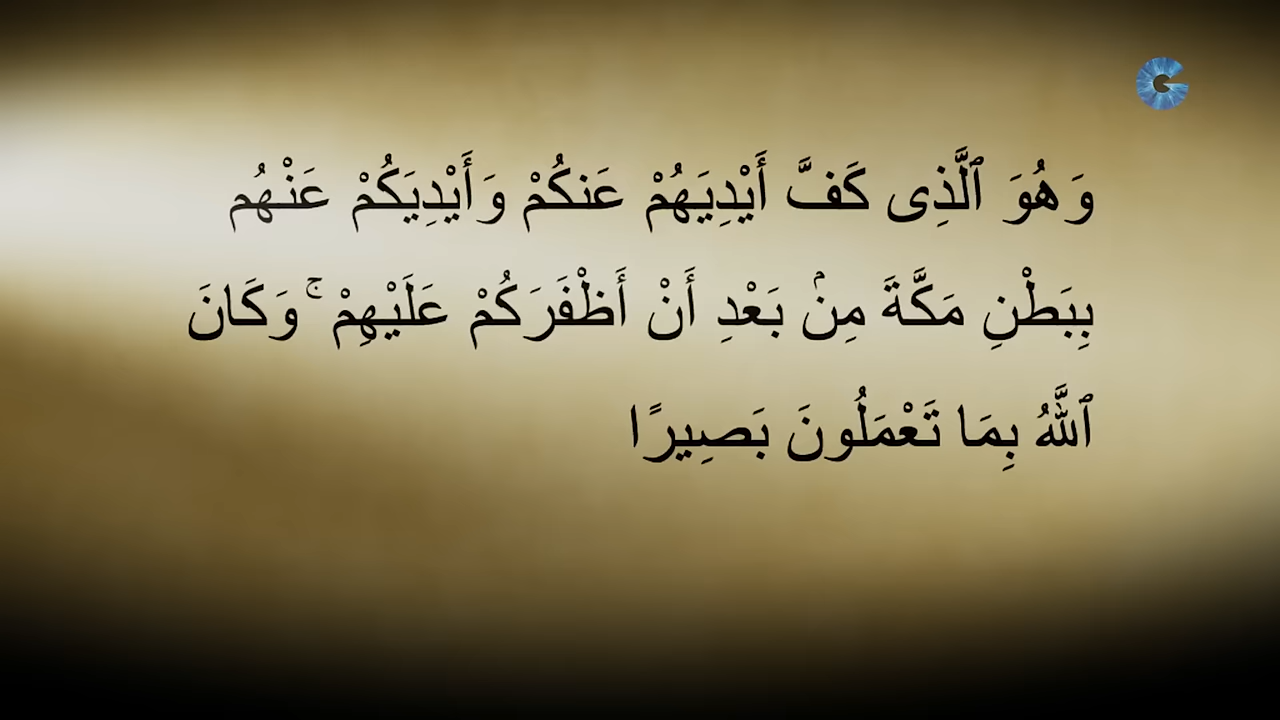 وَهُوَ ٱلَّذِى كَفَّ أَيْدِيَهُمْ عَنكُمْ وَأَيْدِيَكُمْ عَنْهُم
بِبَطْنِ مَكَّةَ مِنۢ بَعْدِ أَنْ أَظْفَرَكُمْ عَلَيْهِمْ ۚ وَكَانَ
ٱللَّهُ بِمَا تَعْمَلُونَ بَصِيرًا